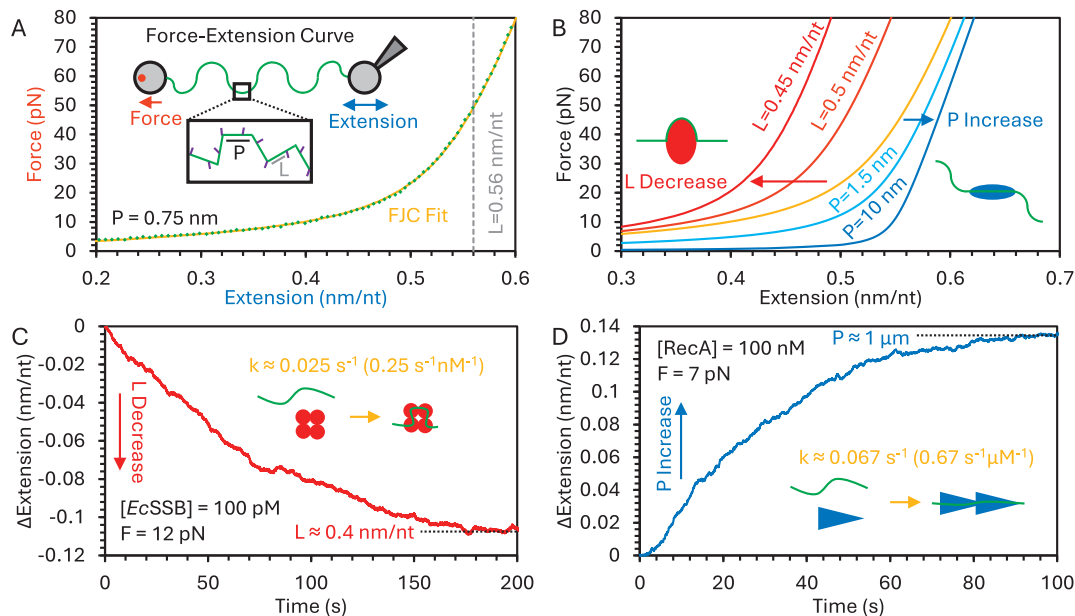 A
Force-Extension Curve
Force
Extension
P
L
P = 0.75 nm
FJC Fit
L=0.56 nm/nt
Force (pN)
80
70
60
50
40
30
20
10
0
0.2
0.3
0.4
0.5
0.6
Extension (nm/nt)
B
L=0.45 nm/nt
L=0.5 nm/nt
P Increase
L Decrease
P=1.5 nm
P=10 nm
Force (pN)
80
70
60
50
40
30
20
10
0
0.3
0.4
0.5
0.6
0.7
Extension (nm/nt)
C
k ≈ 0.025 s⁻¹ (0.25 s⁻¹nM⁻¹)
L Decrease
[EcSSB] = 100 pM
F = 12 pN
L ≈ 0.4 nm/nt
ΔExtension (nm/nt)
0
-0.02
-0.04
-0.06
-0.08
-0.1
-0.12
0
50
100
150
200
Time (s)
D
P ≈ 1 μm
[RecA] = 100 nM
F = 7 pN
P Increase
k ≈ 0.067 s⁻¹ (0.67 s⁻¹μM⁻¹)
ΔExtension (nm/nt)
0.14
0.12
0.1
0.08
0.06
0.04
0.02
0
0
20
40
60
80
100
Time (s)